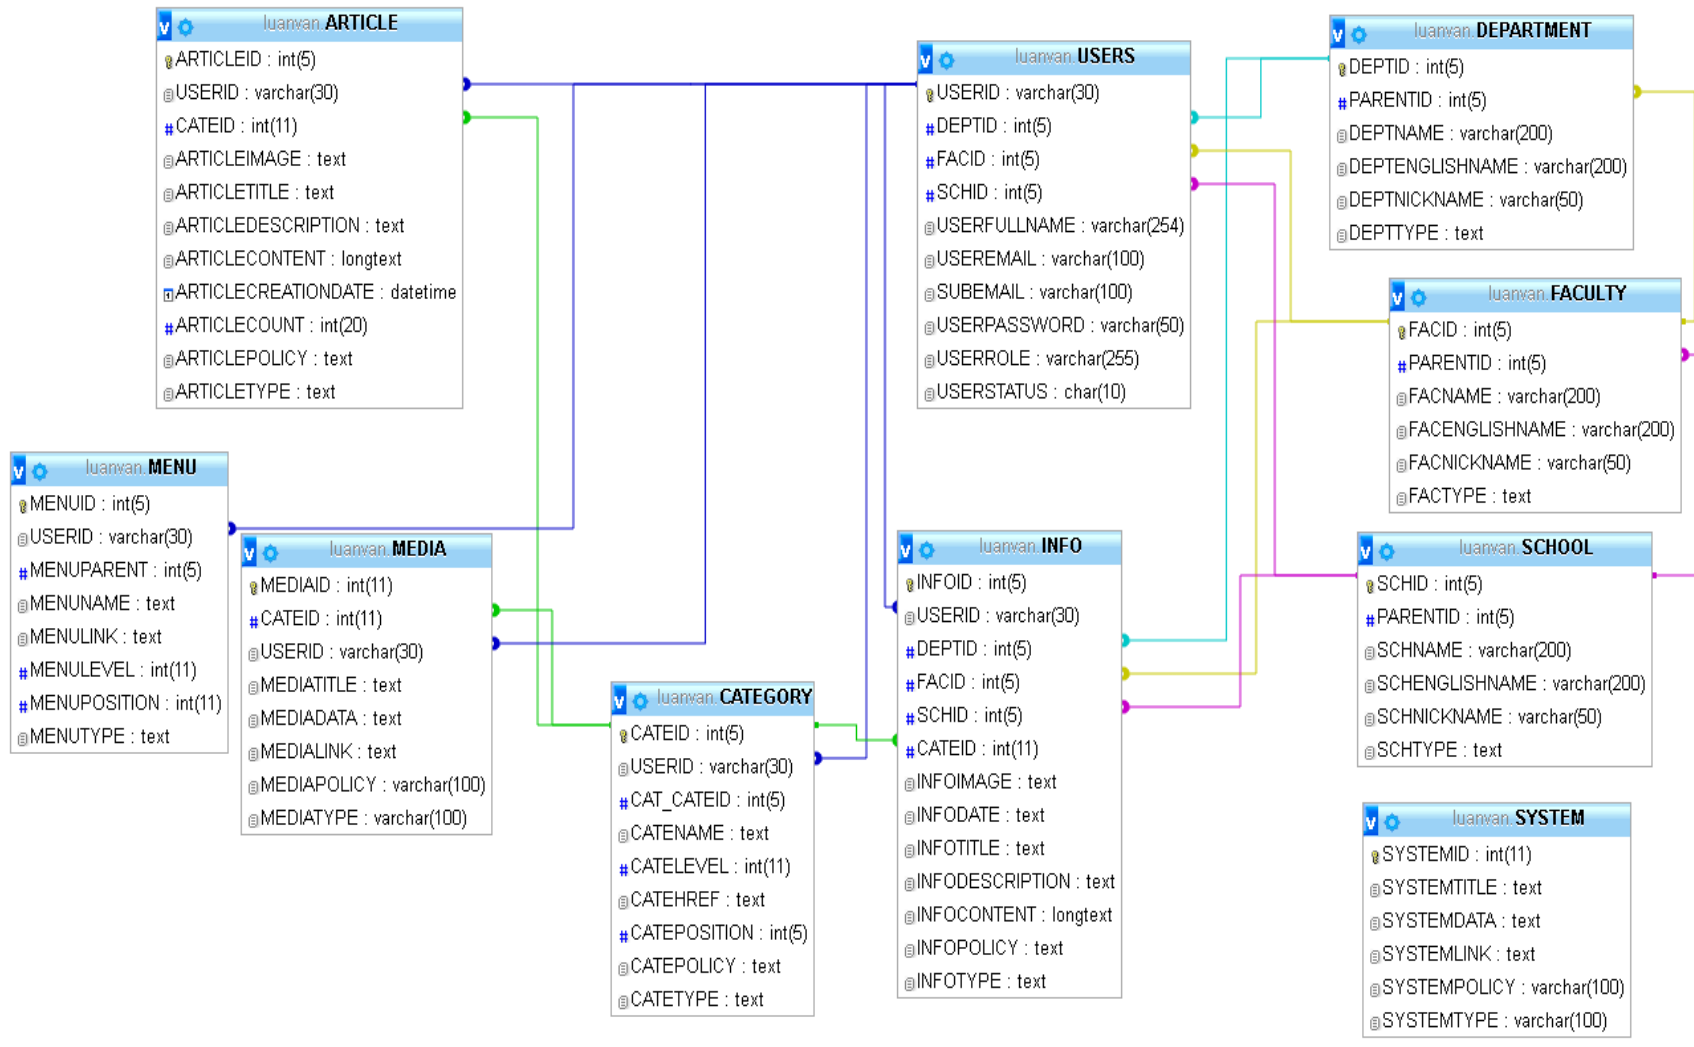 luanvan.ARTICLE
ARTICLEID : int(5)
USERID : varchar(30)
#CATEID : int(11)
ARTICLEIMAGE : text
ARTICLETITLE : text
ARTICLEDESCRIPTION : text
ARTICLECONTENT : longtext
ARTICLECREATIONDATE : datetime
#ARTICLECOUNT : int(20)
ARTICLEPOLICY : text
ARTICLETYPE : text
luanvan.USERS
USERID : varchar(30)
#DEPTID : int(5)
#FACID : int(5)
#SCHID : int(5)
USERFULLNAME : varchar(254)
USEREMAIL : varchar(100)
SUBEMAIL : varchar(100)
USERPASSWORD : varchar(50)
USERROLE : varchar(255)
USERSTATUS : char(10)
luanvan.DEPARTMENT
DEPTID : int(5)
#PARENTID : int(5)
DEPTNAME : varchar(200)
DEPTENGLISHNAME : varchar(200)
DEPTNICKNAME : varchar(50)
DEPTTYPE : text
luanvan.FACULTY
FACID : int(5)
#PARENTID : int(5)
FACNAME : varchar(200)
FACENGLISHNAME : varchar(200)
FACNICKNAME : varchar(50)
FACTYPE : text
luanvan.MENU
MENUID : int(5)
USERID : varchar(30)
#MENUPARENT : int(5)
MENUNAME : text
MENULINK : text
#MENULEVEL : int(11)
#MENUPOSITION : int(11)
MENUTYPE : text
luanvan.MEDIA
MEDIAID : int(11)
#CATEID : int(11)
USERID : varchar(30)
MEDIATITLE : text
MEDIADATA : text
MEDIALINK : text
MEDIAPOLICY : varchar(100)
MEDIATYPE : varchar(100)
luanvan.CATEGORY
CATEID : int(5)
USERID : varchar(30)
#CAT_CATEID : int(5)
CATENAME : text
#CATELEVEL : int(11)
CATEHREF : text
#CATEPOSITION : int(5)
CATEPOLICY : text
CATETYPE : text
luanvan.INFO
INFOID : int(5)
USERID : varchar(30)
#DEPTID : int(5)
#FACID : int(5)
#SCHID : int(5)
#CATEID : int(11)
INFOIMAGE : text
INFODATE : text
INFOTITLE : text
INFODESCRIPTION : text
INFOCONTENT : longtext
INFOPOLICY : text
INFOTYPE : text
luanvan.SCHOOL
SCHID : int(5)
#PARENTID : int(5)
SCHNAME : varchar(200)
SCHENGLISHNAME : varchar(200)
SCHNICKNAME : varchar(50)
SCHTYPE : text
luanvan.SYSTEM
SYSTEMID : int(11)
SYSTEMTITLE : text
SYSTEMDATA : text
SYSTEMLINK : text
SYSTEMPOLICY : varchar(100)
SYSTEMTYPE : varchar(100)